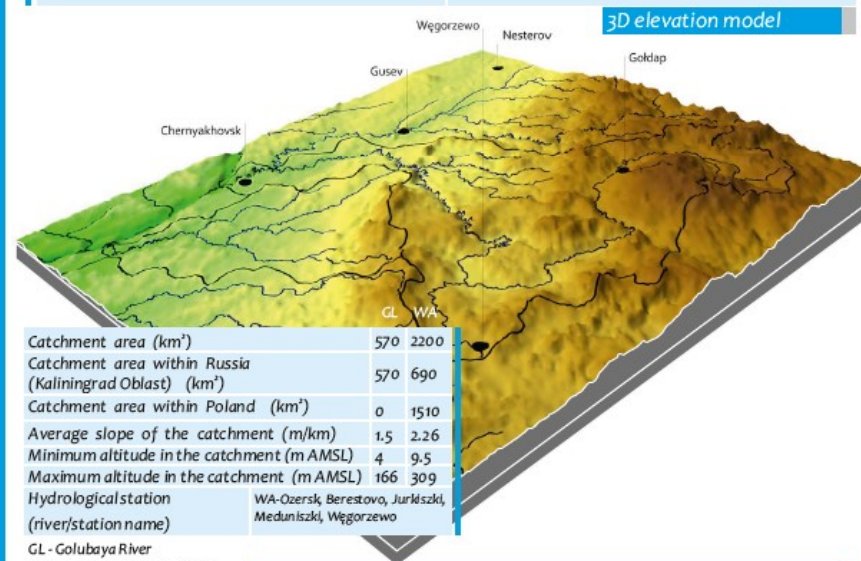 3D elevation model
Węgorzewo
Nesterov
Gołdap
Gusev
Chernyakhovsk
GL WA
Catchment area (km²) 570 2200
Catchment area within Russia
(Kaliningrad Oblast) (km²) 570 690
Catchment area within Poland (km²) 0 1510
Average slope of the catchment (m/km) 1.5 2.26
Minimum altitude in the catchment (m AMSL) 4 9.5
Maximum altitude in the catchment (m AMSL) 166 309
Hydrological station WA-Ozersk, Berestovo, Jurkiszki,
(river/station name) Meduniszki, Węgorzewo
GL - Golubaya River